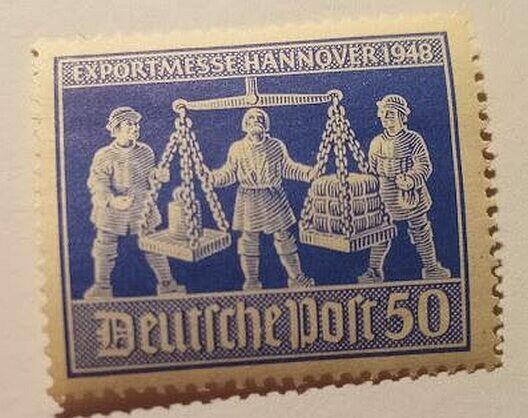 EXPORTMESSE HANNOVER 1948
Deutsche Post 50